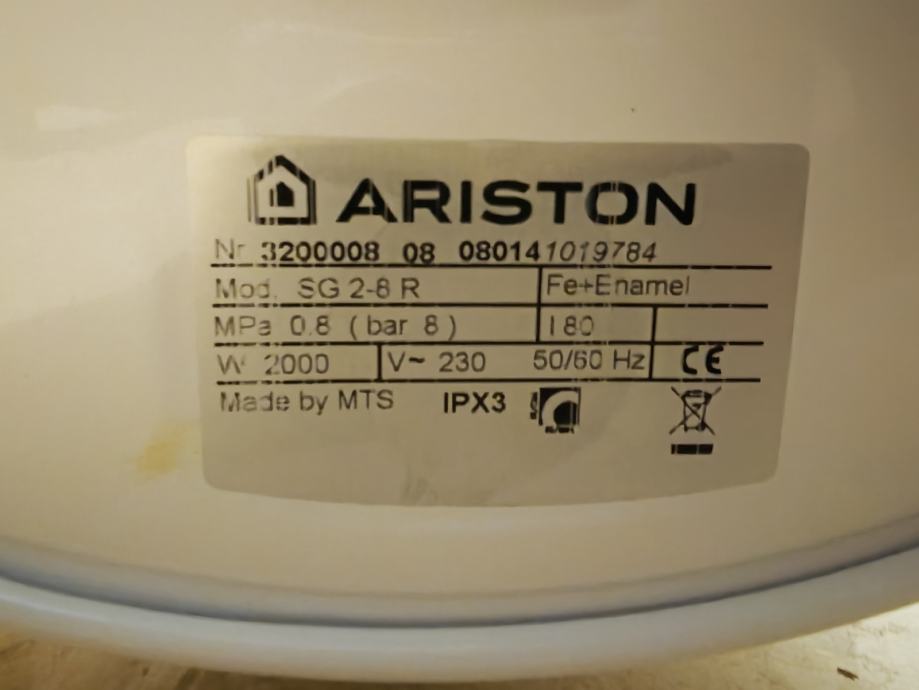 ARISTON
Nr 3200008 08 080141019784
Mod. SG 2-8 R Fe+Enamel
MPa 0.8 ( bar 8 ) l 80
W 2000 V~ 230 50/60 Hz CE
Made by MTS IPX3